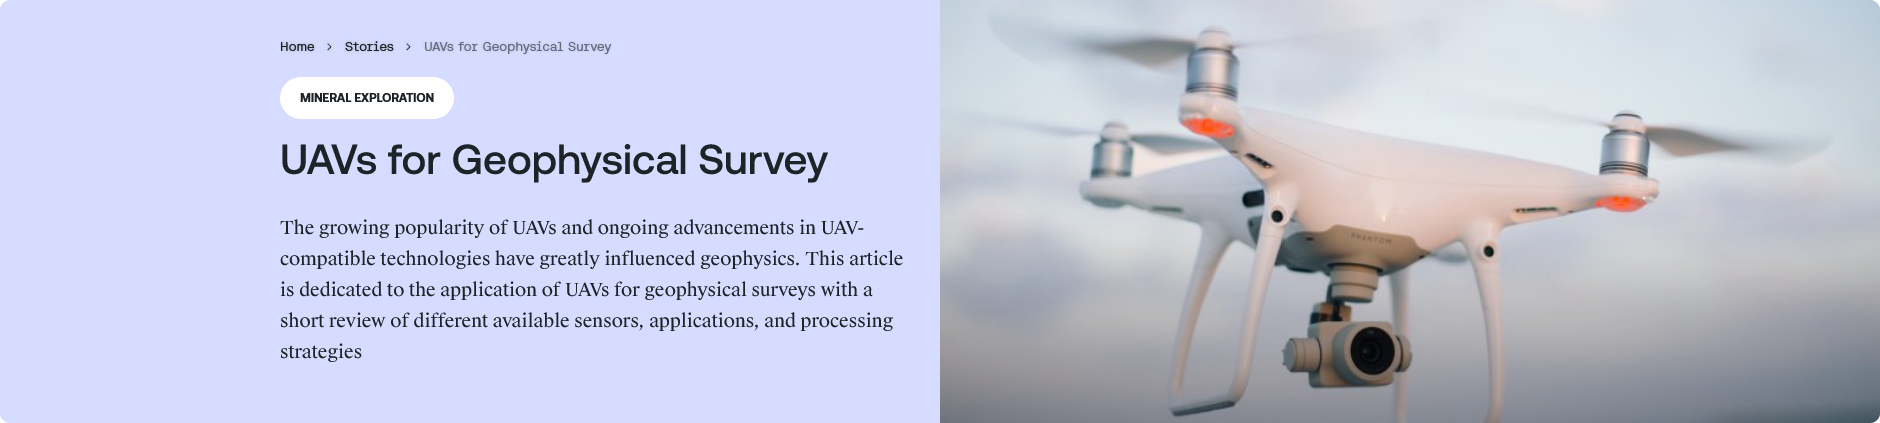 Home > Stories > UAVs for Geophysical Survey
MINERAL EXPLORATION
UAVs for Geophysical Survey
The growing popularity of UAVs and ongoing advancements in UAV-
compatible technologies have greatly influenced geophysics. This article
is dedicated to the application of UAVs for geophysical surveys with a
short review of different available sensors, applications, and processing
strategies
PHANTOM